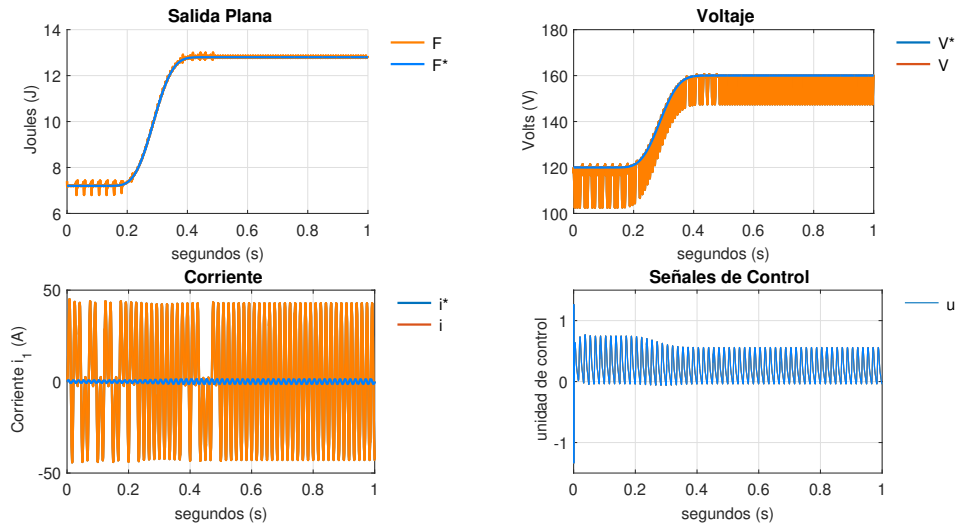 Salida Plana
Joules (J)
14
12
10
8
6
0
0.2
0.4
0.6
0.8
1
segundos (s)
F
F*
Voltaje
Volts (V)
180
160
140
120
100
0
0.2
0.4
0.6
0.8
1
segundos (s)
V*
V
Corriente
Corriente i_1 (A)
50
0
-50
0
0.2
0.4
0.6
0.8
1
segundos (s)
i*
i
Señales de Control
unidad de control
1
0
-1
0
0.2
0.4
0.6
0.8
1
segundos (s)
u